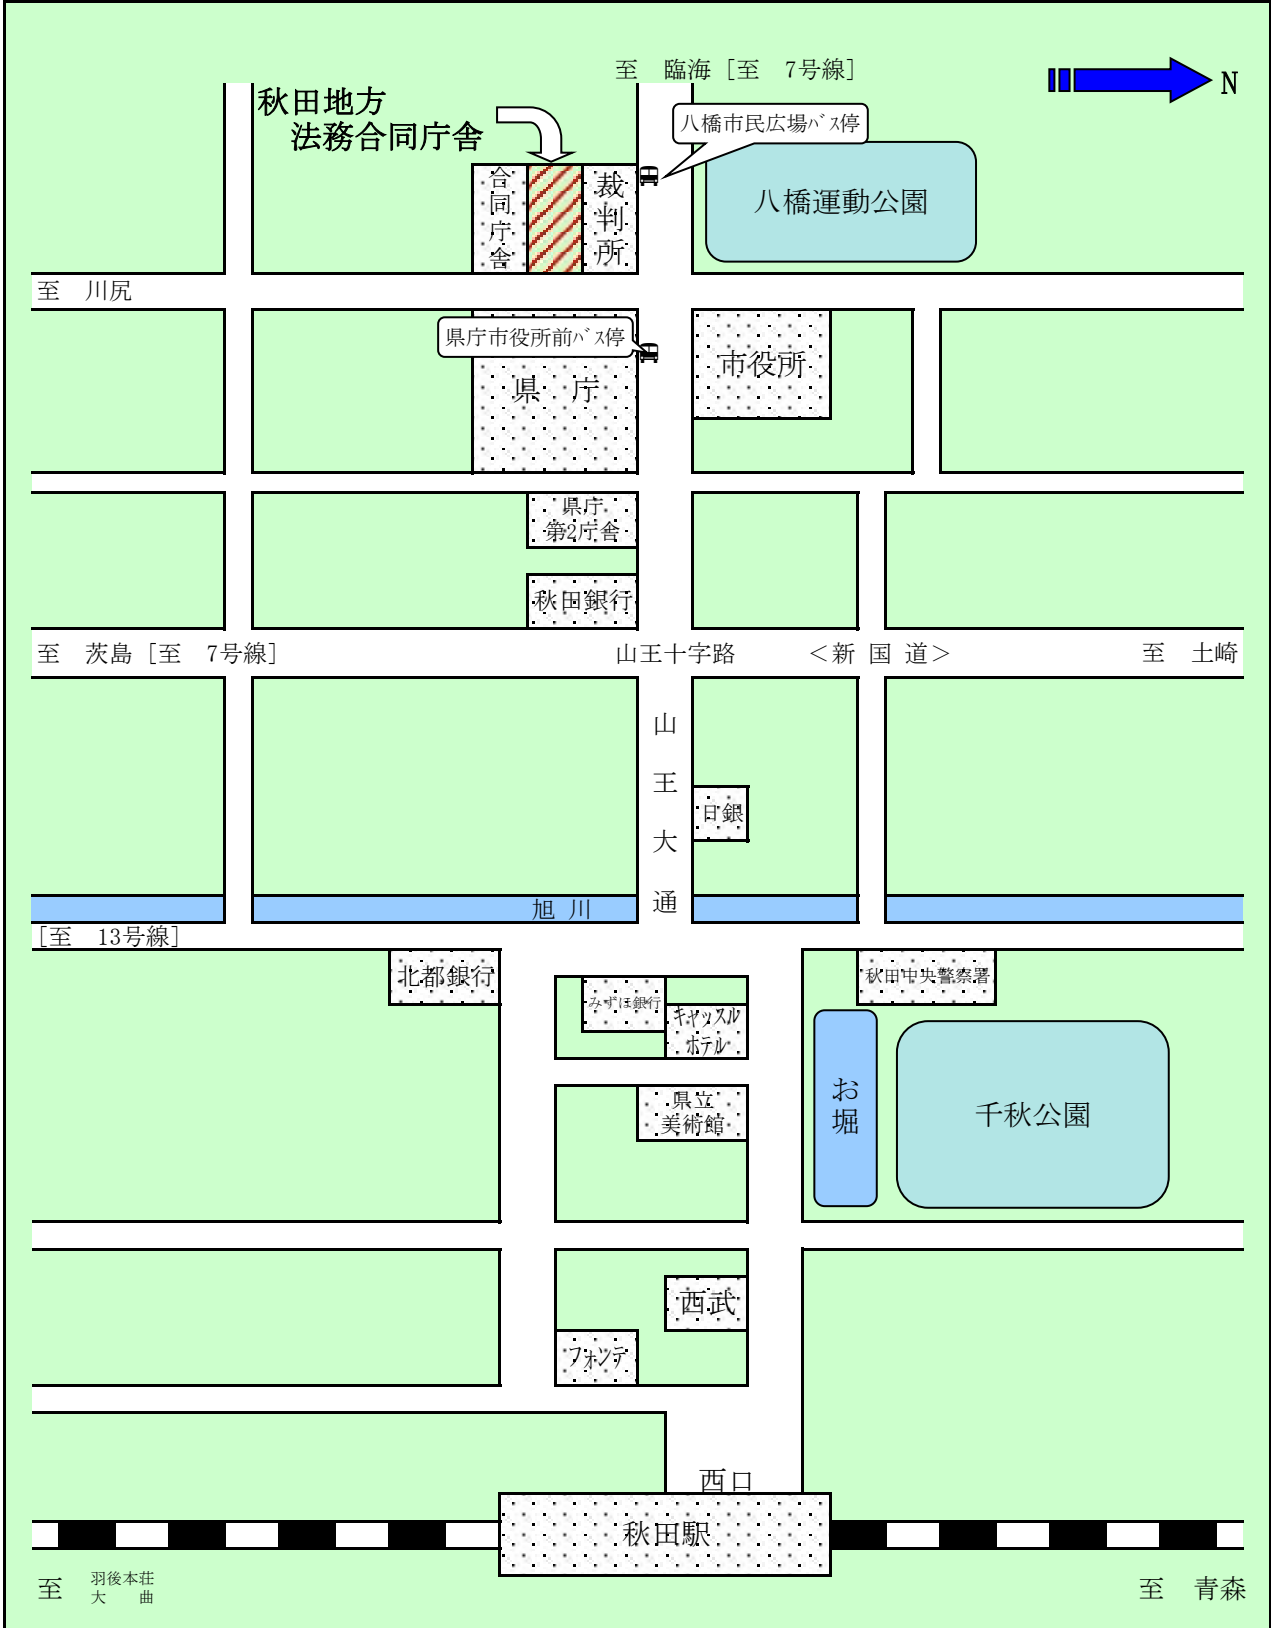 至　臨海［至　7号線］
N
秋田地方
法務合同庁舎
八橋市民広場バス停
合同庁舎
裁判所
八橋運動公園
至　川尻
県庁市役所前バス停
市役所
県　庁
県庁
第2庁舎
秋田銀行
至　茨島［至　7号線］
山王十字路
＜新 国 道＞
至　土崎
山王大通
日銀
旭 川
［至　13号線］
北都銀行
みずほ銀行
キャッスル
ホテル
秋田中央警察署
お堀
千秋公園
県立
美術館
西武
フォンテ
西口
秋田駅
至　羽後本荘
大　曲
至　青森